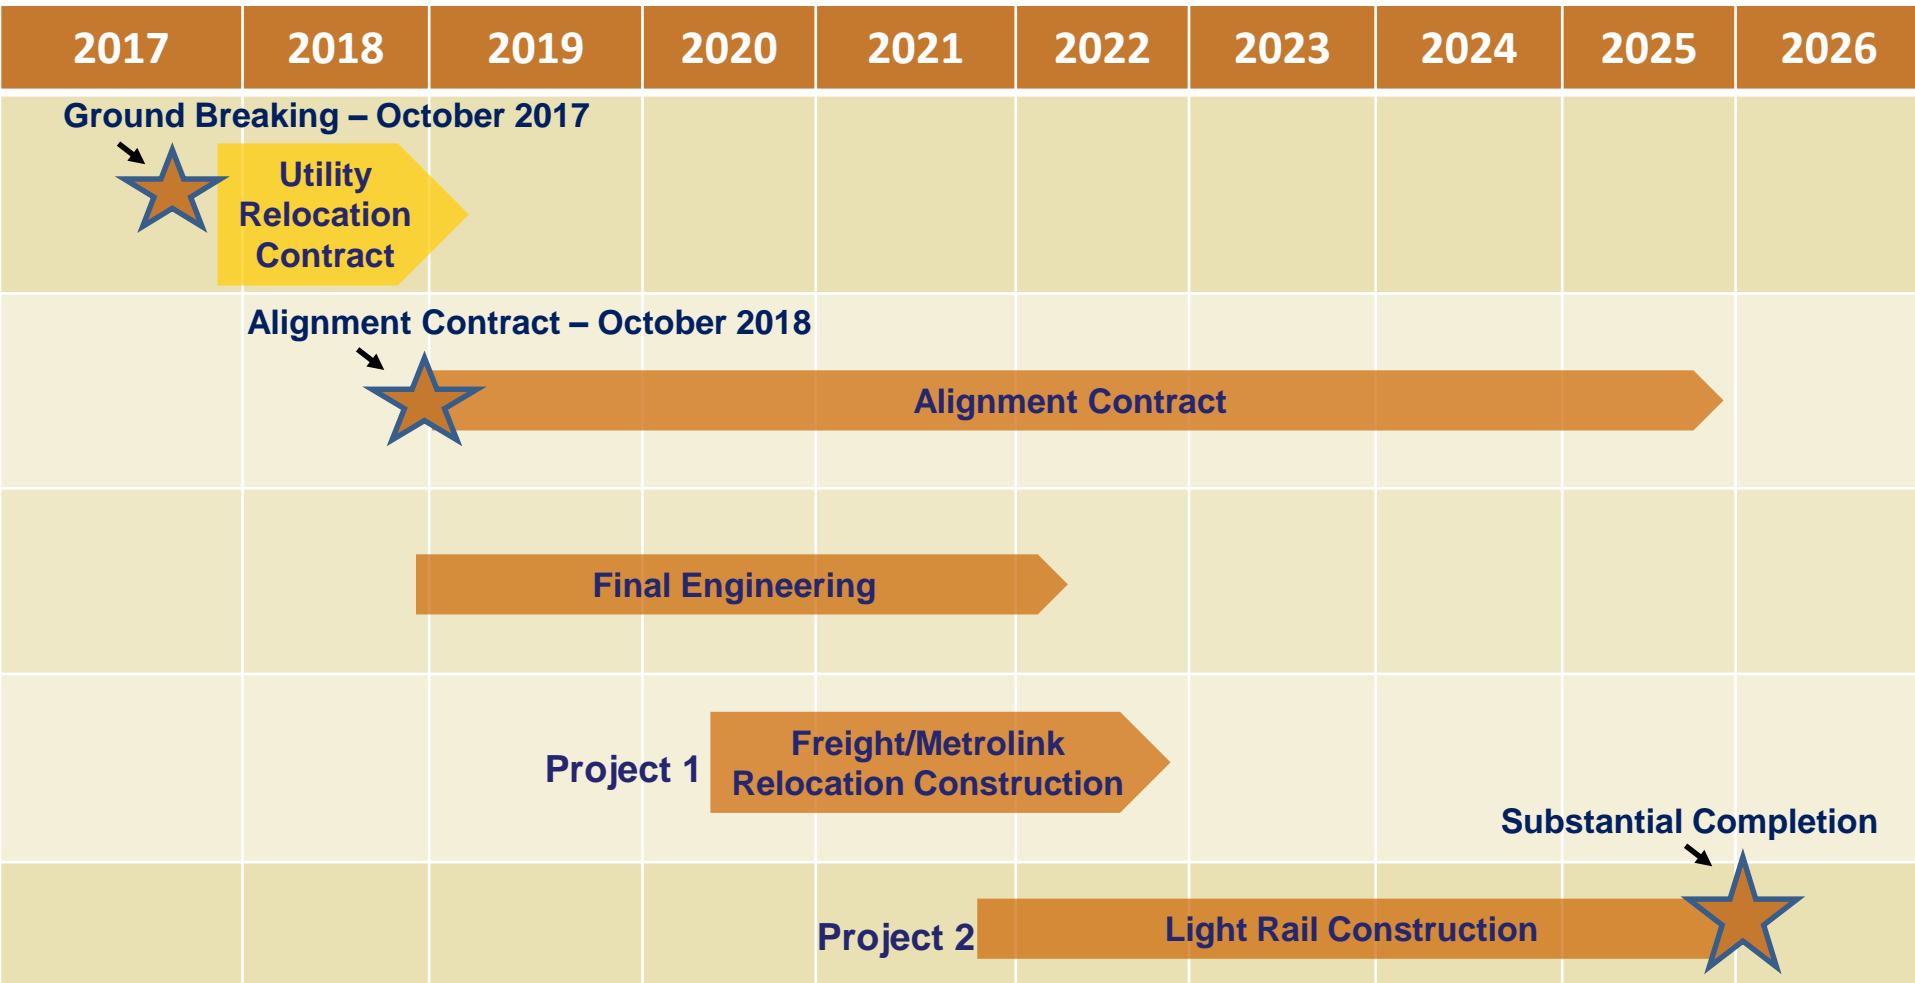 2017 2018 2019 2020 2021 2022 2023 2024 2025 2026
Ground Breaking – October 2017
Utility
Relocation
Contract
Alignment Contract – October 2018
Alignment Contract
Final Engineering
Project 1
Freight/Metrolink
Relocation Construction
Substantial Completion
Project 2
Light Rail Construction